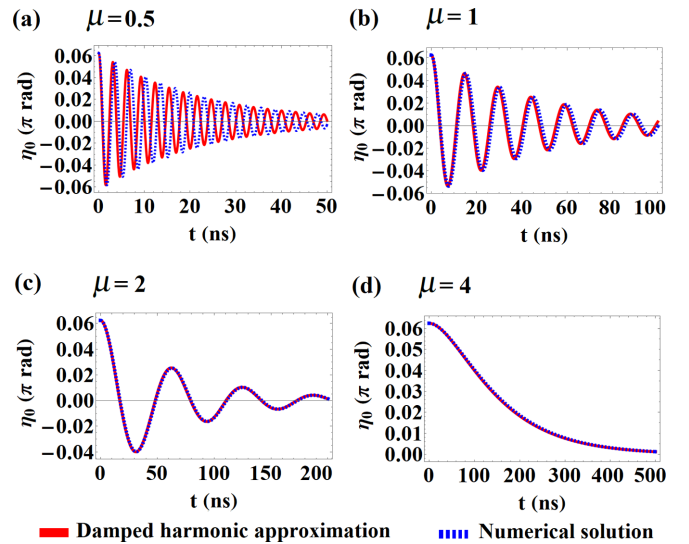 (a) μ = 0.5
0.06
0.04
0.02
0.00
−0.02
−0.04
−0.06
η0 (π rad)
0 10 20 30 40 50
t (ns)
(b) μ = 1
0.06
0.04
0.02
0.00
−0.02
−0.04
−0.06
η0 (π rad)
0 20 40 60 80 100
t (ns)
(c) μ = 2
0.06
0.04
0.02
0.00
−0.02
−0.04
η0 (π rad)
0 50 100 150 200
t (ns)
(d) μ = 4
0.06
0.05
0.04
0.03
0.02
0.01
0.00
η0 (π rad)
0 100 200 300 400 500
t (ns)
Damped harmonic approximation Numerical solution